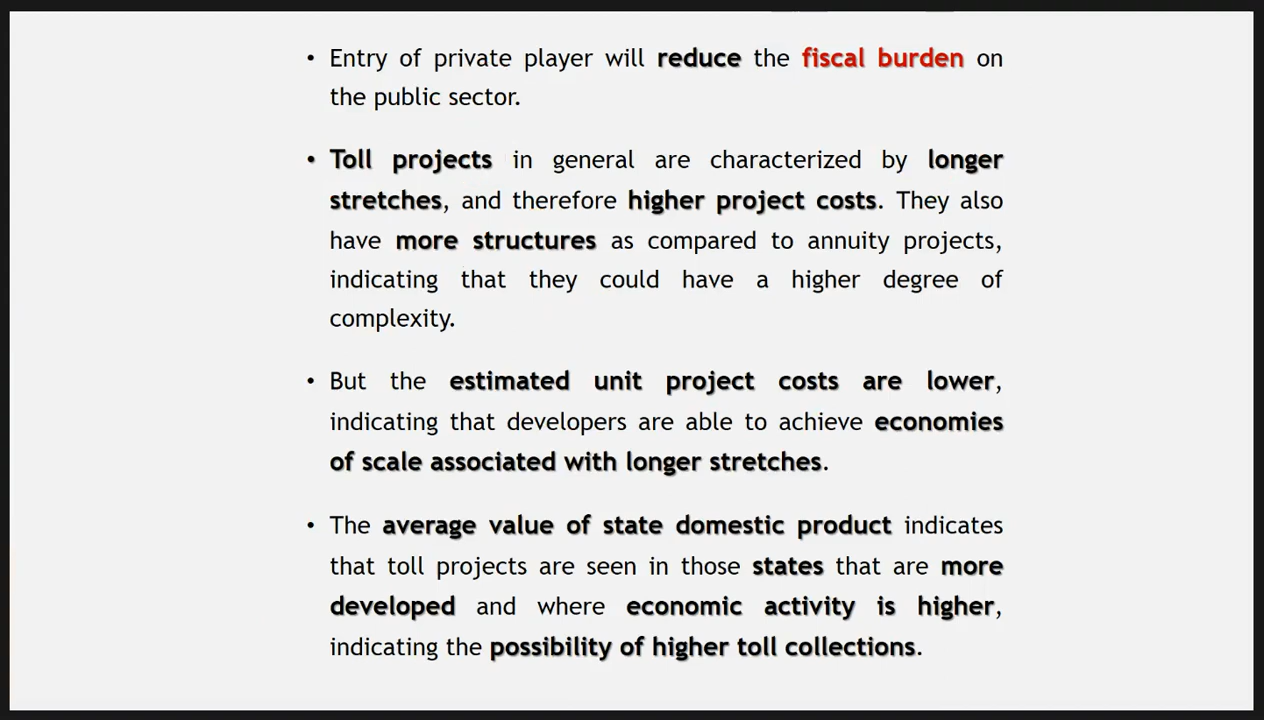 • Entry of private player will reduce the fiscal burden on
the public sector.
• Toll projects in general are characterized by longer
stretches, and therefore higher project costs. They also
have more structures as compared to annuity projects,
indicating that they could have a higher degree of
complexity.
• But the estimated unit project costs are lower,
indicating that developers are able to achieve economies
of scale associated with longer stretches.
• The average value of state domestic product indicates
that toll projects are seen in those states that are more
developed and where economic activity is higher,
indicating the possibility of higher toll collections.